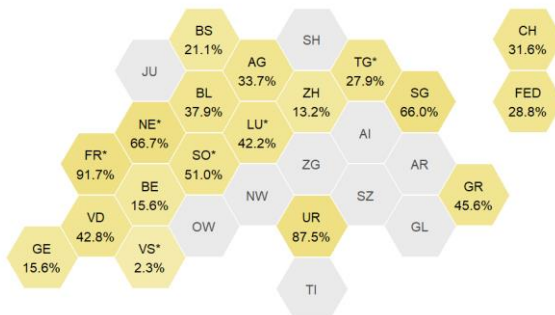 BS
21.1%
SH
CH
31.6%
JU
AG
33.7%
TG*
27.9%
BL
37.9%
ZH
13.2%
SG
66.0%
FED
28.8%
NE*
66.7%
LU*
42.2%
AI
FR*
91.7%
SO*
51.0%
ZG
AR
BE
15.6%
NW
SZ
GR
45.6%
VD
42.8%
OW
UR
87.5%
GL
GE
15.6%
VS*
2.3%
TI